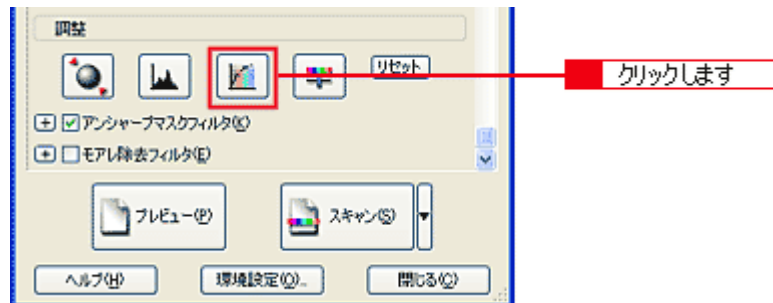 調整
リセット
クリックします
アンシャープマスクフィルタ(K)
モアレ除去フィルタ(E)
プレビュー(P)
スキャン(S)
ヘルプ(H)
環境設定(O)...
閉じる(C)